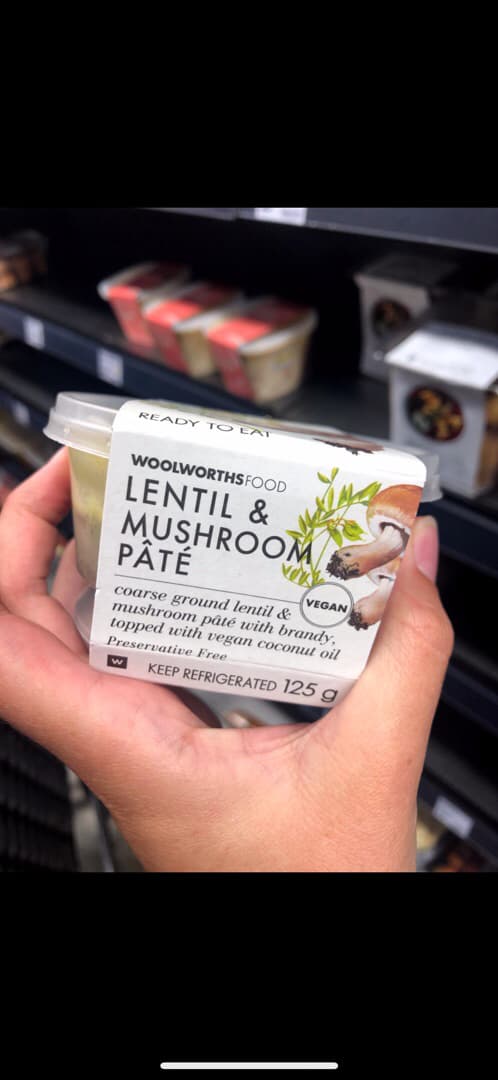 READY TO EAT
WOOLWORTHSFOOD
LENTIL &
MUSHROOM
PÂTÉ
VEGAN
coarse ground lentil &
mushroom pâté with brandy,
topped with vegan coconut oil
Preservative Free
W
KEEP REFRIGERATED 125 g